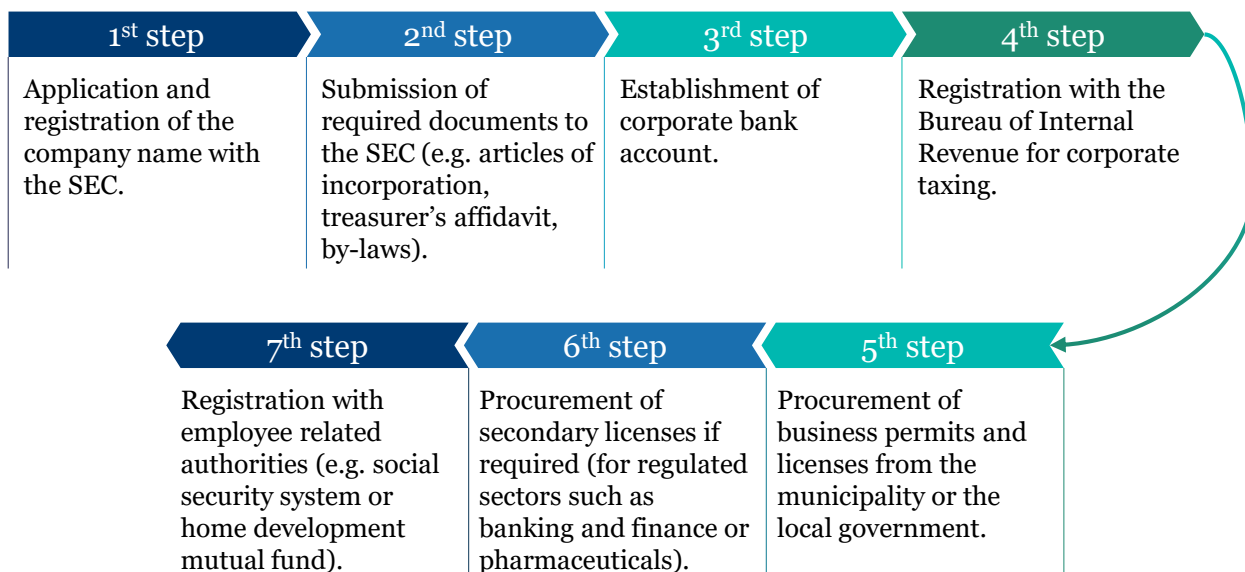 1st step
Application and
registration of the
company name with
the SEC.
2nd step
Submission of
required documents to
the SEC (e.g. articles of
incorporation,
treasurer's affidavit,
by-laws).
3rd step
Establishment of
corporate bank
account.
4th step
Registration with the
Bureau of Internal
Revenue for corporate
taxing.
5th step
Procurement of
business permits and
licenses from the
municipality or the
local government.
6th step
Procurement of
secondary licenses if
required (for regulated
sectors such as
banking and finance or
pharmaceuticals).
7th step
Registration with
employee related
authorities (e.g. social
security system or
home development
mutual fund).